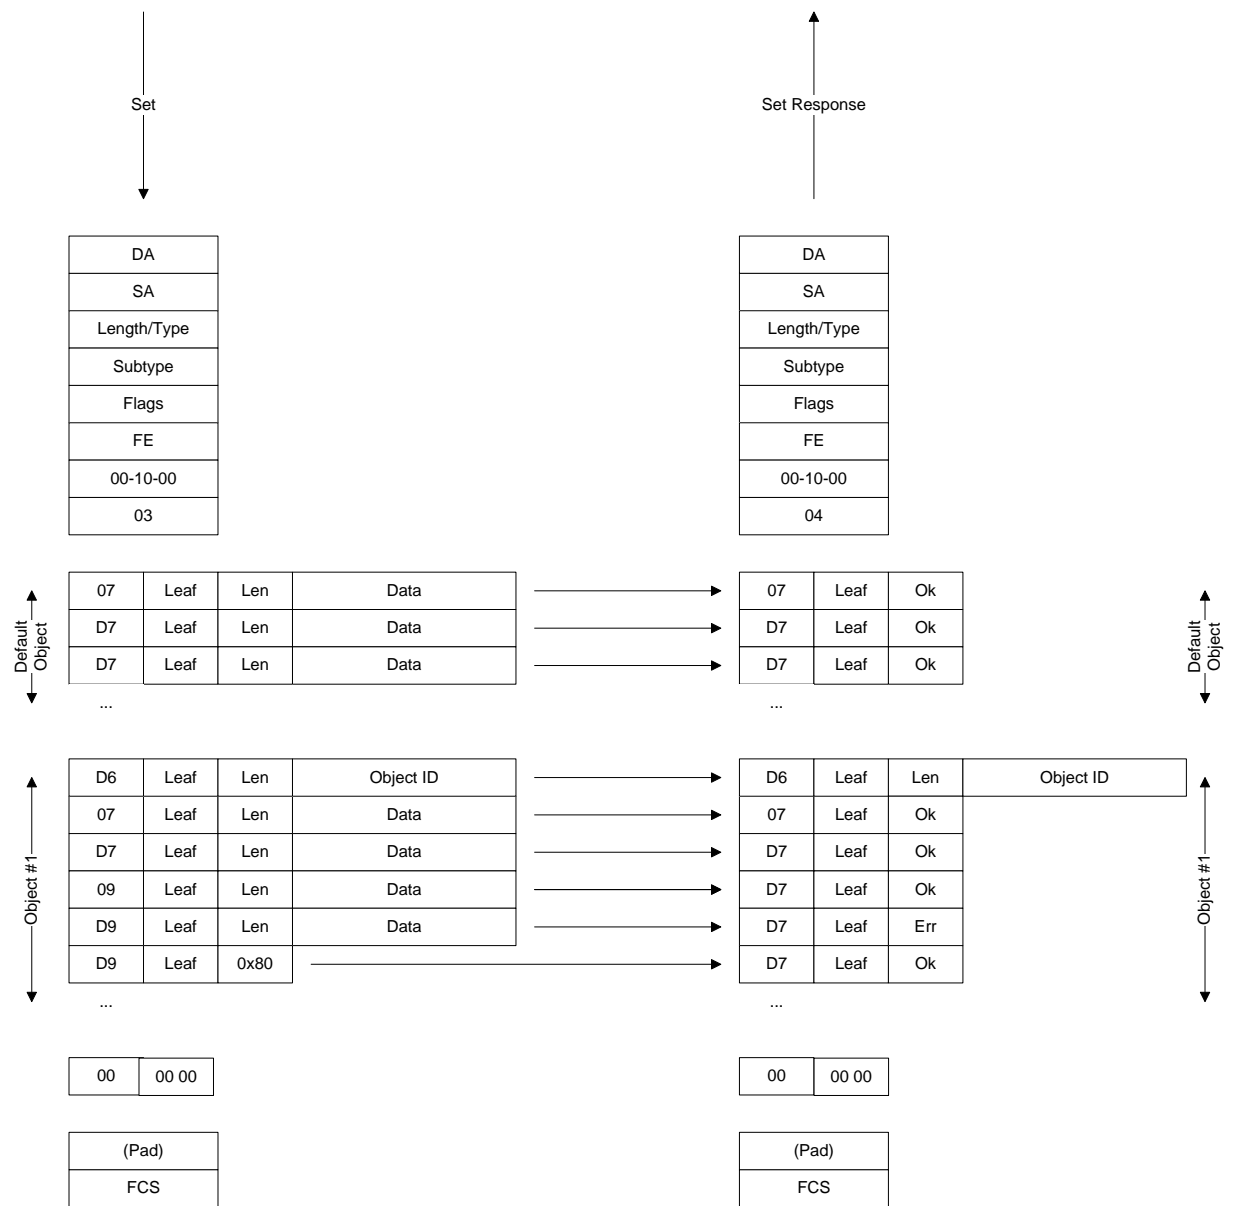 Set
Set Response
DA
DA
SA
SA
Length/Type
Length/Type
Subtype
Subtype
Flags
Flags
FE
FE
00-10-00
00-10-00
03
04
Default
Object
07 Leaf Len Data
07 Leaf Ok
D7 Leaf Len Data
D7 Leaf Ok
D7 Leaf Len Data
D7 Leaf Ok
...
...
Default
Object
Object #1
D6 Leaf Len Object ID
D6 Leaf Len Object ID
07 Leaf Len Data
07 Leaf Ok
D7 Leaf Len Data
D7 Leaf Ok
09 Leaf Len Data
D7 Leaf Ok
D9 Leaf Len Data
D7 Leaf Err
D9 Leaf 0x80
D7 Leaf Ok
...
...
Object #1
00 00 00
00 00 00
(Pad)
(Pad)
FCS
FCS